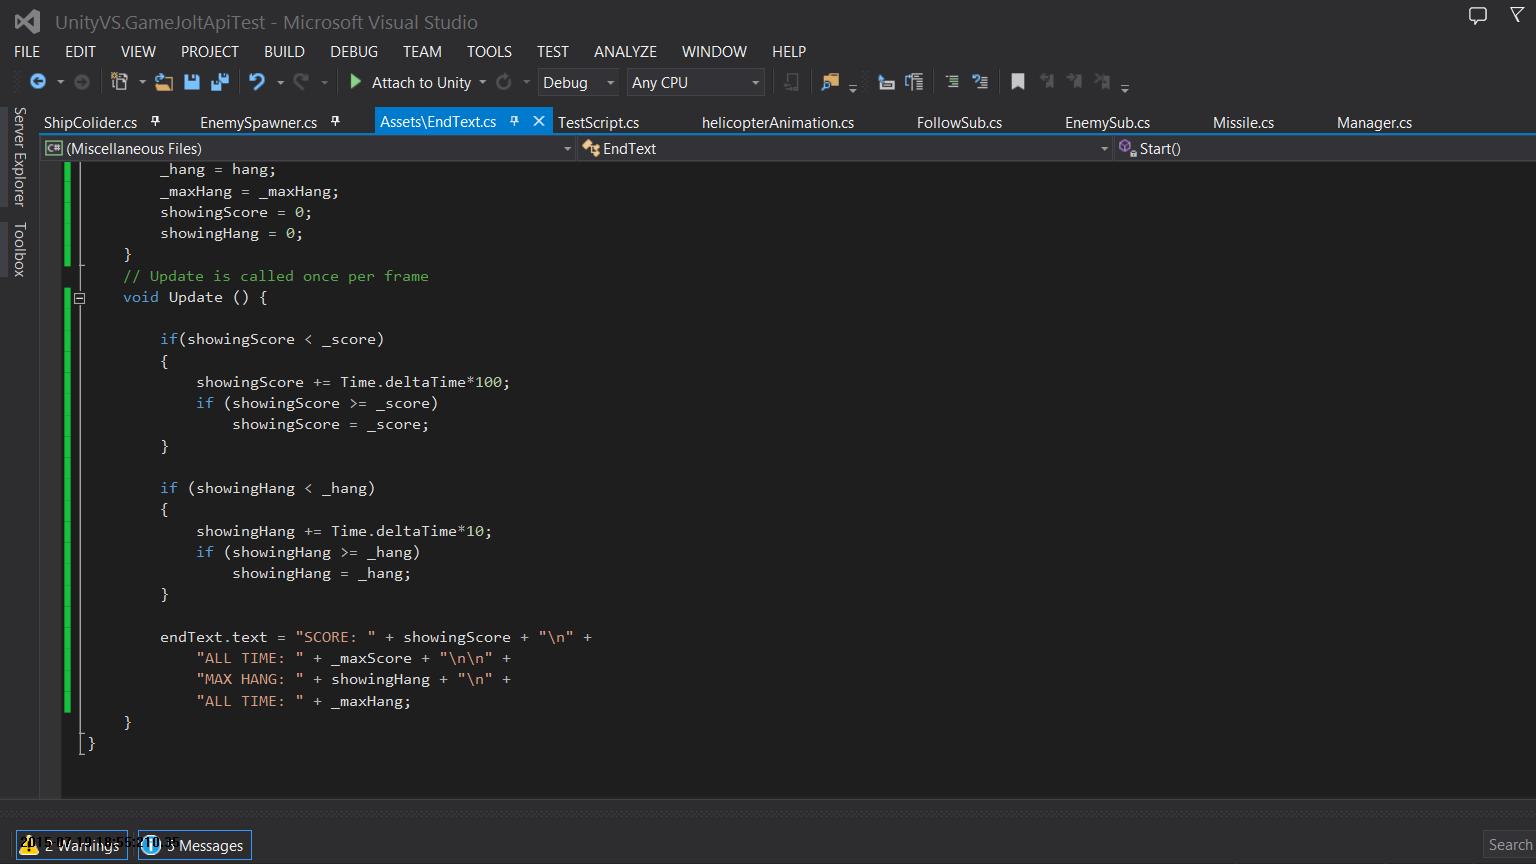 UnityVS.GameJoltApiTest - Microsoft Visual Studio
FILE EDIT VIEW PROJECT BUILD DEBUG TEAM TOOLS TEST ANALYZE WINDOW HELP
Attach to Unity Debug Any CPU
Server Explorer
Toolbox
ShipColider.cs EnemySpawner.cs Assets\EndText.cs TestScript.cs helicopterAnimation.cs FollowSub.cs EnemySub.cs Missile.cs Manager.cs
C# (Miscellaneous Files) EndText Start()
_hang = hang;
_maxHang = _maxHang;
showingScore = 0;
showingHang = 0;
}
// Update is called once per frame
void Update () {
if(showingScore < _score)
{
showingScore += Time.deltaTime*100;
if (showingScore >= _score)
showingScore = _score;
}
if (showingHang < _hang)
{
showingHang += Time.deltaTime*10;
if (showingHang >= _hang)
showingHang = _hang;
}
endText.text = "SCORE: " + showingScore + "\n" +
"ALL TIME: " + _maxScore + "\n\n" +
"MAX HANG: " + showingHang + "\n" +
"ALL TIME: " + _maxHang;
}
}
2 Warnings 5 Messages
Search